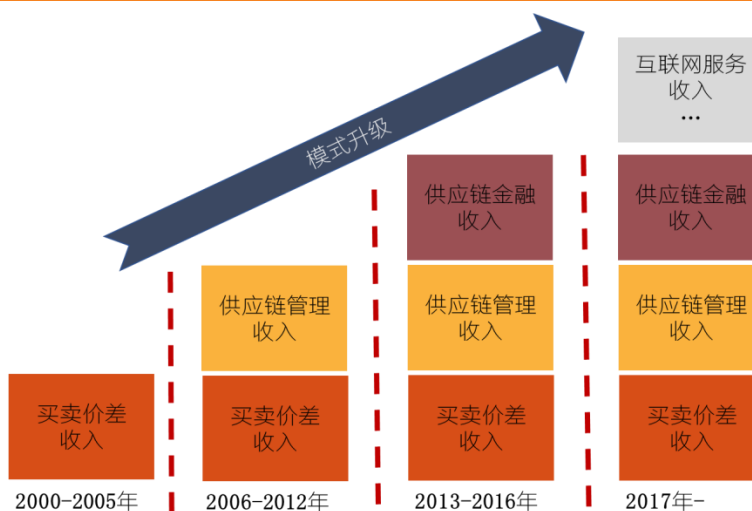 模式升级
互联网服务
收入
…
供应链金融
收入
供应链金融
收入
供应链管理
收入
供应链管理
收入
供应链管理
收入
买卖价差
收入
买卖价差
收入
买卖价差
收入
买卖价差
收入
2000-2005年
2006-2012年
2013-2016年
2017年-